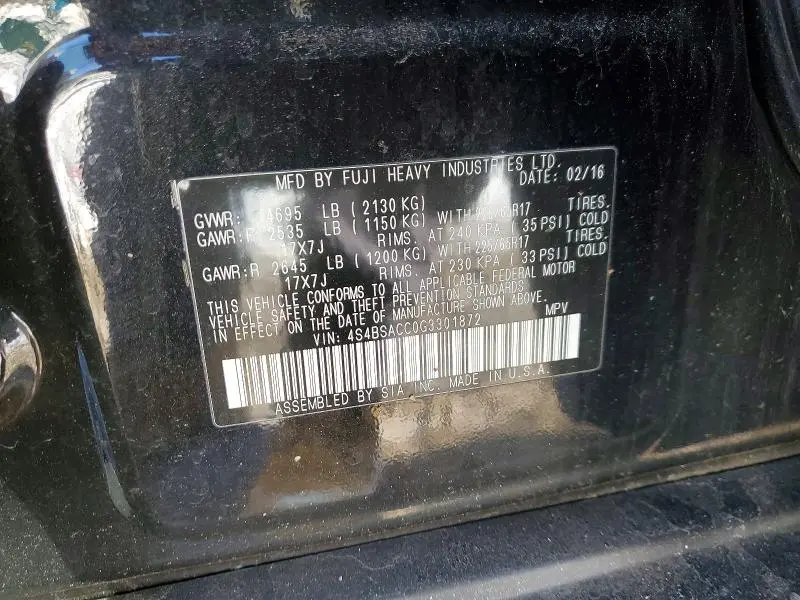 MFD BY FUJI HEAVY INDUSTRIES LTD.
DATE: 02/16
GVWR: 4695 LB ( 2130 KG) TIRES.
GAWR:F 2535 LB ( 1150 KG) WITH 225/65R17
17X7J RIMS. AT 240 KPA ( 35 PSI) COLD
GAWR:R 2645 LB ( 1200 KG) WITH 225/65R17 TIRES.
17X7J RIMS. AT 230 KPA ( 33 PSI) COLD
THIS VEHICLE CONFORMS TO ALL APPLICABLE FEDERAL MOTOR
VEHICLE SAFETY AND THEFT PREVENTION STANDARDS
IN EFFECT ON THE DATE OF MANUFACTURE SHOWN ABOVE.
VIN: 4S4BSACC0G3301872 MPV
ASSEMBLED BY SIA INC. MADE IN U.S.A.